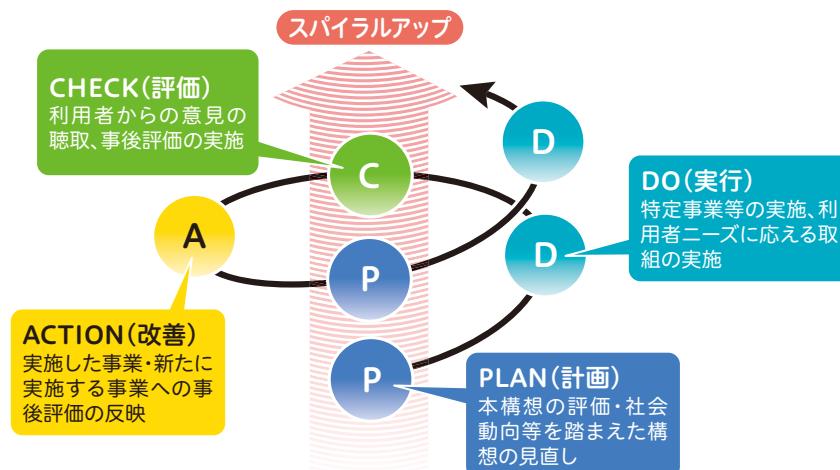 スパイラルアップ
CHECK(評価)
利用者からの意見の
聴取、事後評価の実施
C
D
A
D
DO(実行)
特定事業等の実施、利
用者ニーズに応える取
組の実施
P
ACTION(改善)
実施した事業・新たに
実施する事業への事
後評価の反映
P
PLAN(計画)
本構想の評価・社会
動向等を踏まえた構
想の見直し